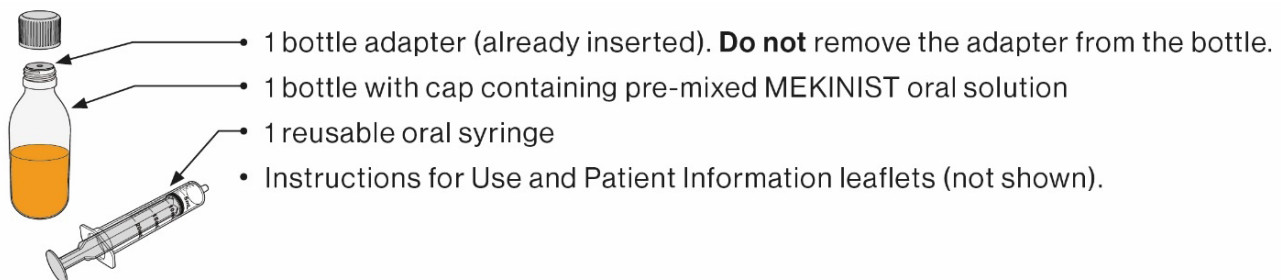 • 1 bottle adapter (already inserted). Do not remove the adapter from the bottle.
• 1 bottle with cap containing pre-mixed MEKINIST oral solution
• 1 reusable oral syringe
• Instructions for Use and Patient Information leaflets (not shown).